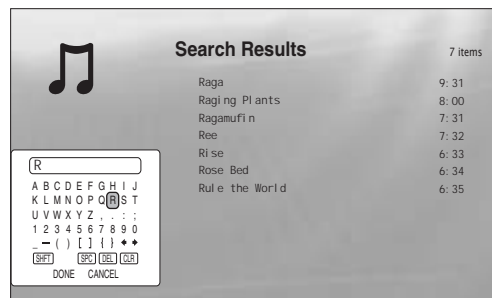 Search Results
7 items
Raga 9:31
Raging Plants 8:00
Ragamufin 7:31
Ree 7:32
Rise 6:33
Rose Bed 6:34
Rule the World 6:35
R
A B C D E F G H I J
K L M N O P Q R S T
U V W X Y Z , . : ;
1 2 3 4 5 6 7 8 9 0
_ — ( ) [ ] { }
SHFT SPC DEL CLR
DONE CANCEL